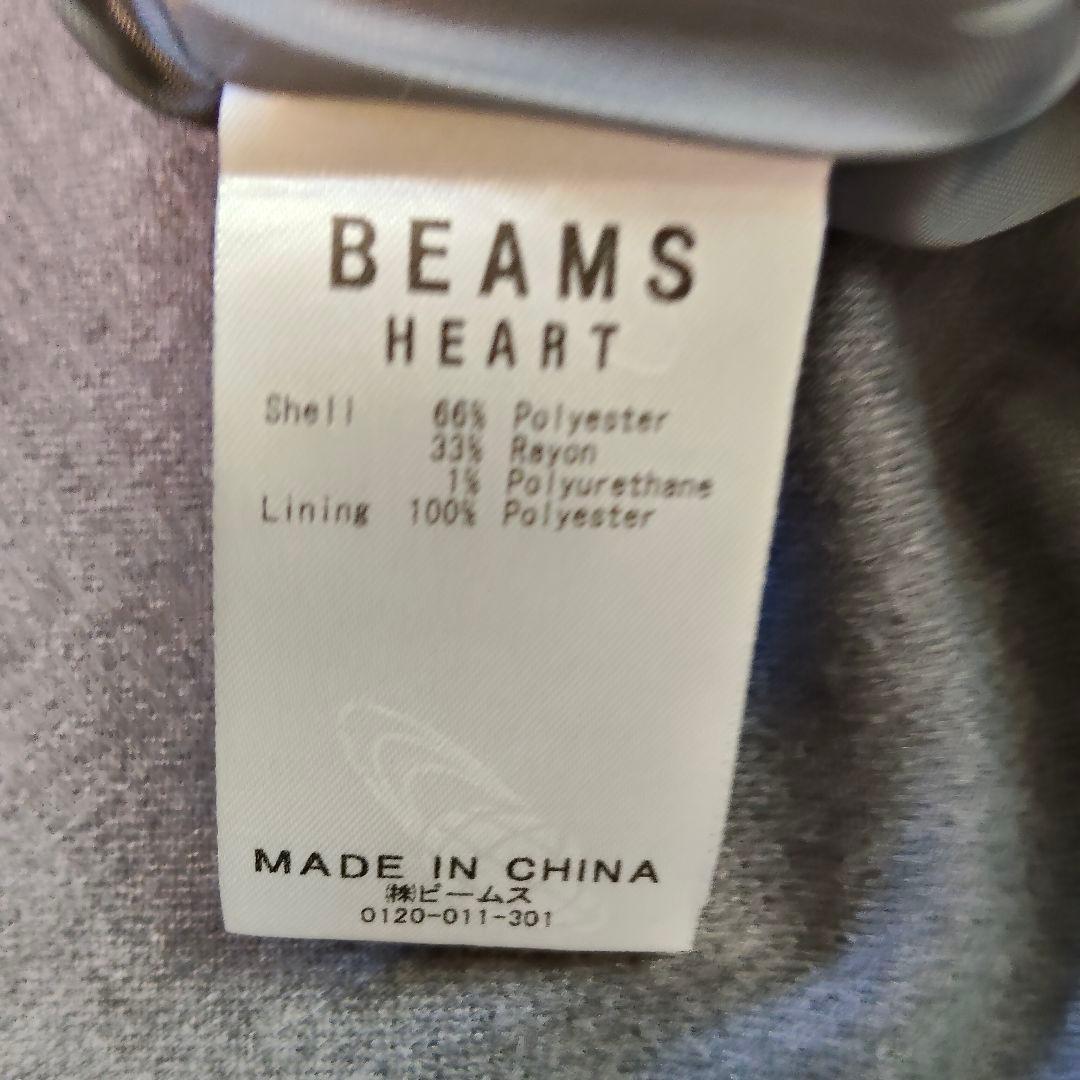 BEAMS
HEART
Shell 66% Polyester
33% Rayon
1% Polyurethane
Lining 100% Polyester
MADE IN CHINA
㈱ビームス
0120-011-301